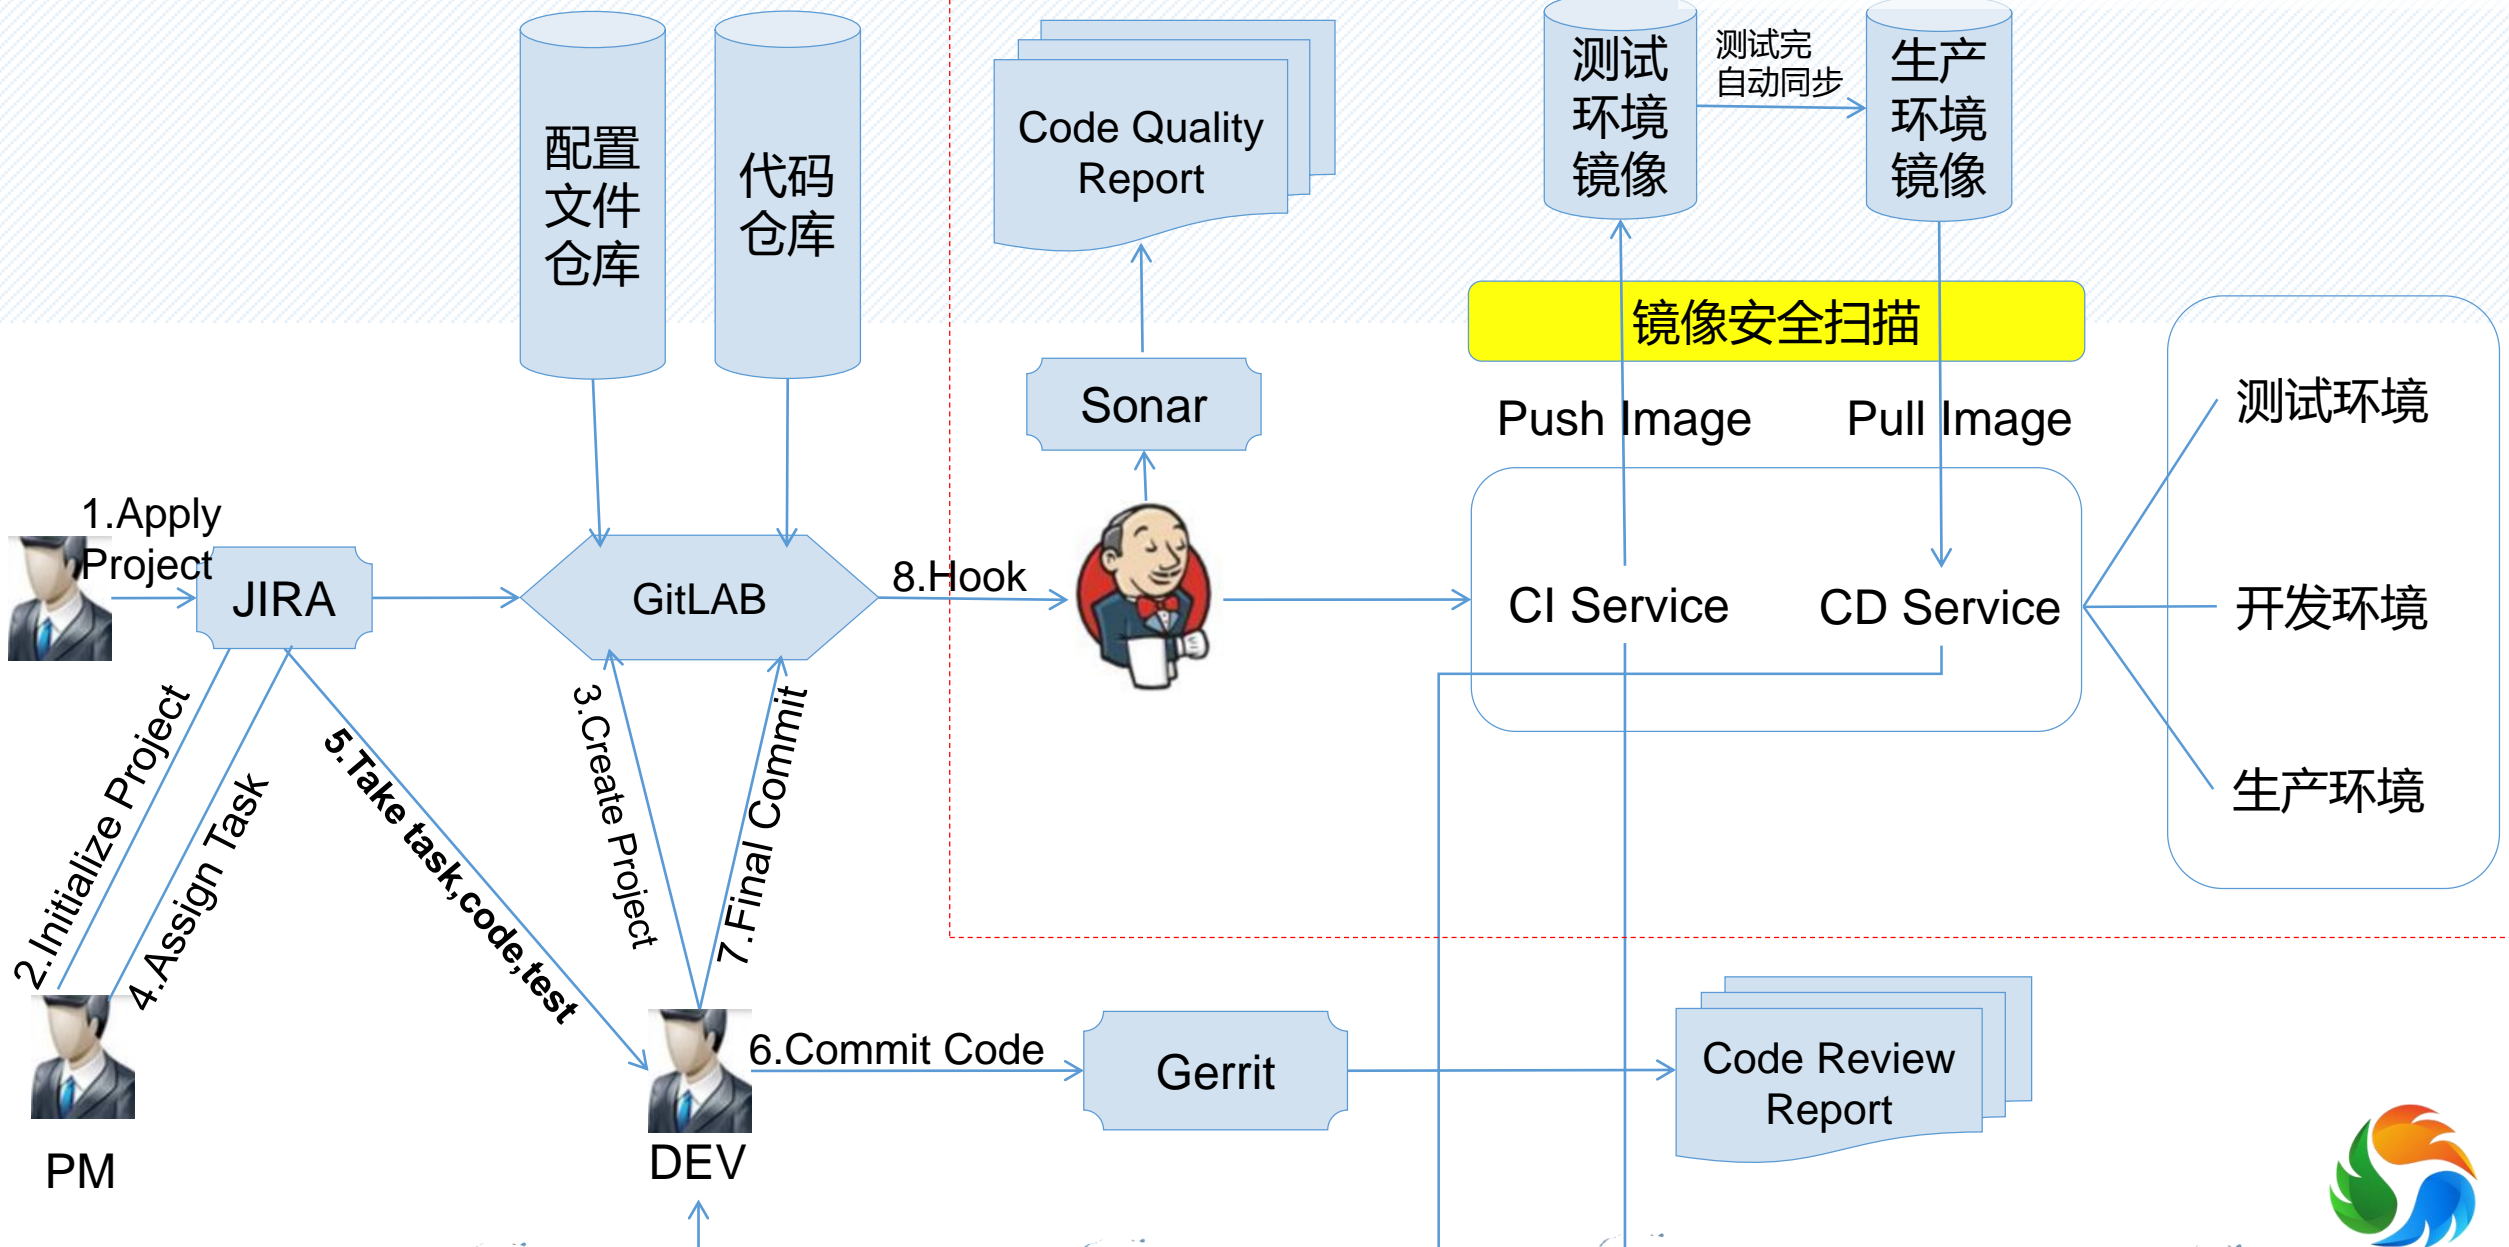 配置
文件
仓库
代码
仓库
Code Quality
Report
测试
环境
镜像
测试完
自动同步
生产
环境
镜像
镜像安全扫描
Sonar
Push Image
Pull Image
测试环境
1.Apply
Project
JIRA
GitLAB
8.Hook
CI Service
CD Service
开发环境
生产环境
2.Initialize Project
4.Assign Task
5.Take task,code,test
3.Create Project
7.Final Commit
6.Commit Code
Gerrit
Code Review
Report
PM
DEV